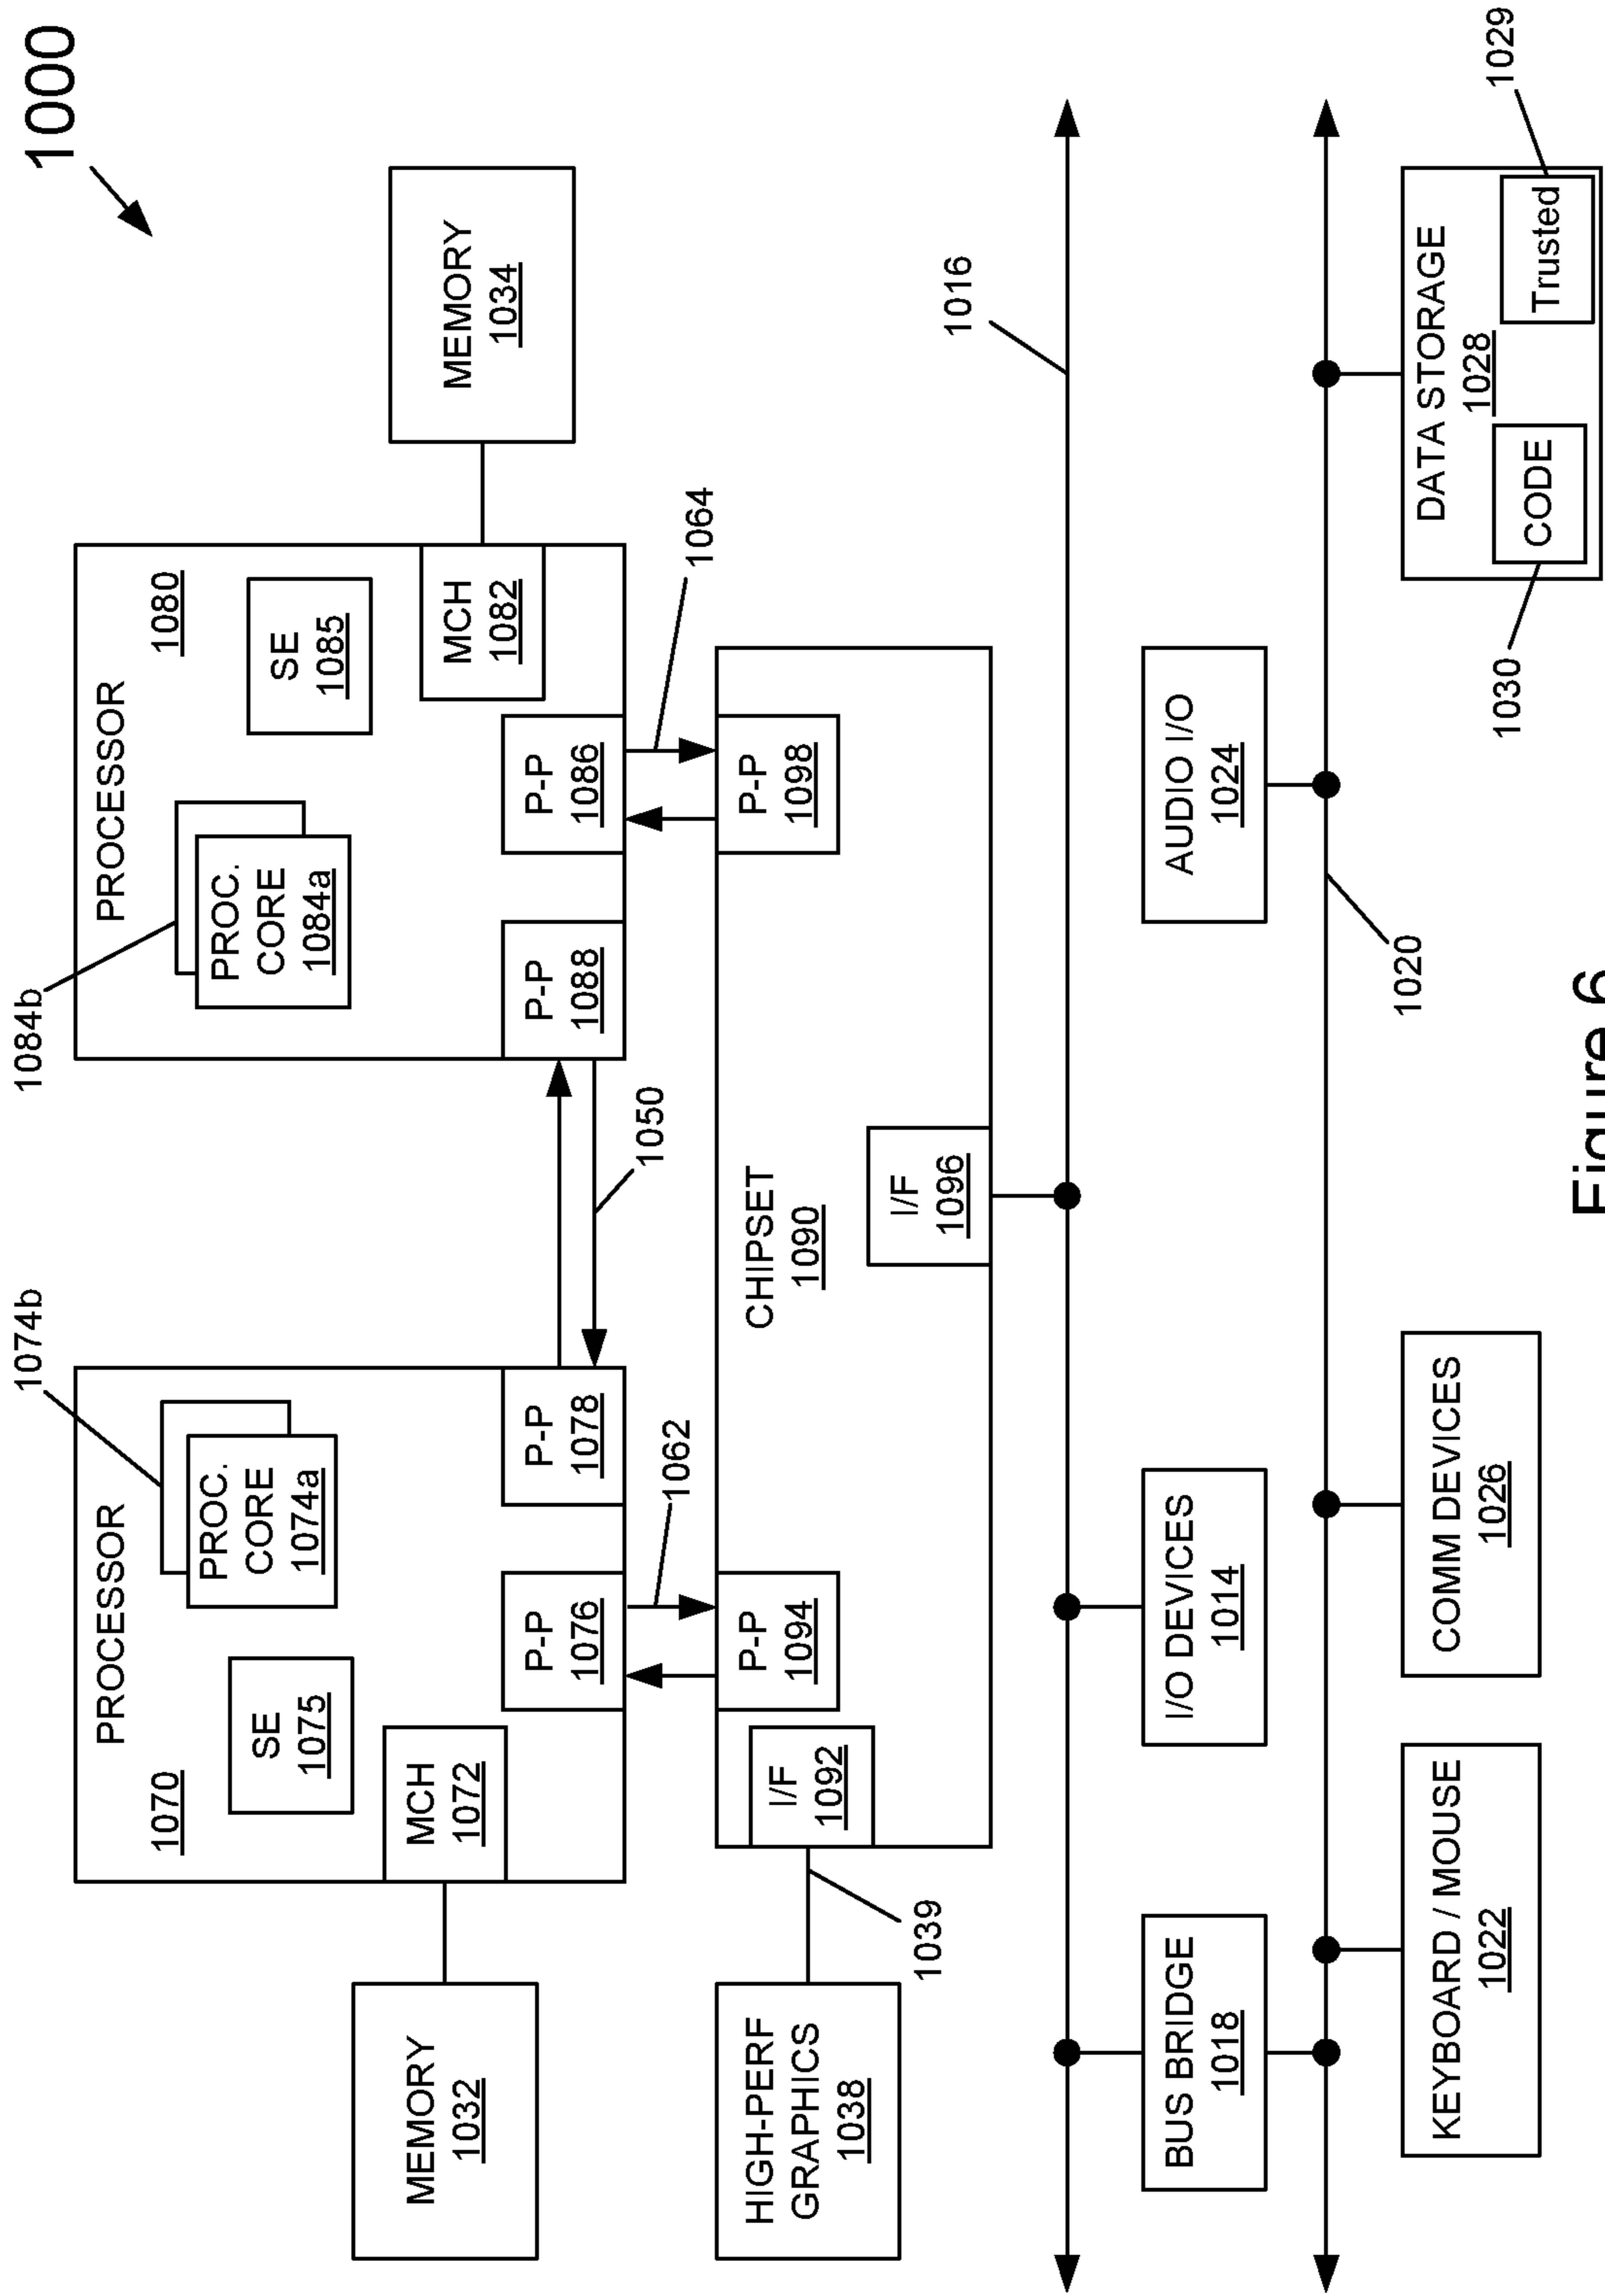 1000
1074b
1084b
PROCESSOR
1070
SE
1075
PROC.
CORE
1074a
MCH
1072
P-P
1076
P-P
1078
PROCESSOR
1080
PROC.
CORE
1084a
SE
1085
P-P
1088
P-P
1086
MCH
1082
MEMORY
1032
MEMORY
1034
1050
1062
1064
HIGH-PERF
GRAPHICS
1038
1039
I/F
1092
P-P
1094
CHIPSET
1090
P-P
1098
I/F
1096
1016
BUS BRIDGE
1018
I/O DEVICES
1014
AUDIO I/O
1024
1020
KEYBOARD / MOUSE
1022
COMM DEVICES
1026
DATA STORAGE
1028
CODE
Trusted
1030
1029
Figure 6